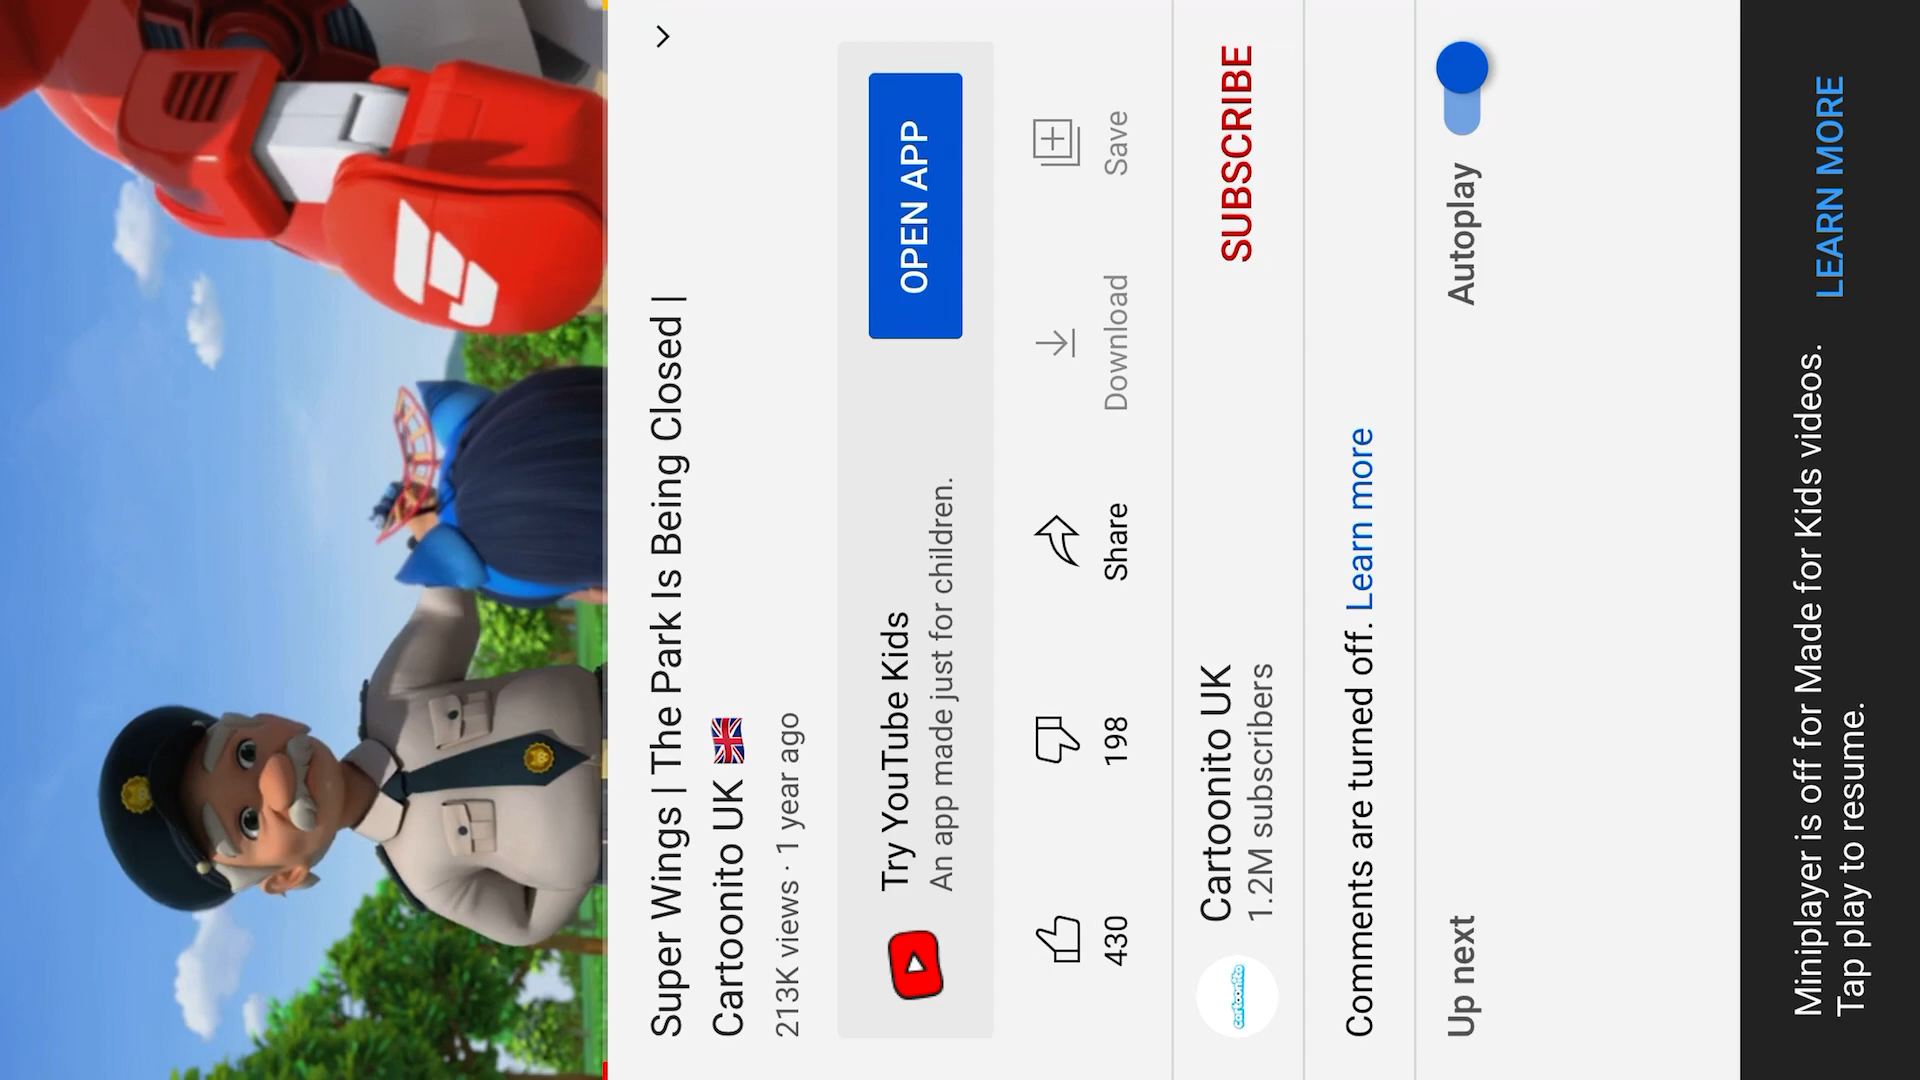 Super Wings | The Park Is Being Closed |
Cartoonito UK 🇬🇧
213K views · 1 year ago
Try YouTube Kids
An app made just for children.
OPEN APP
430
198
Share
Download
Save
cartoonito
Cartoonito UK
1.2M subscribers
SUBSCRIBE
Comments are turned off. Learn more
Up next
Autoplay
Miniplayer is off for Made for Kids videos.
Tap play to resume.
LEARN MORE